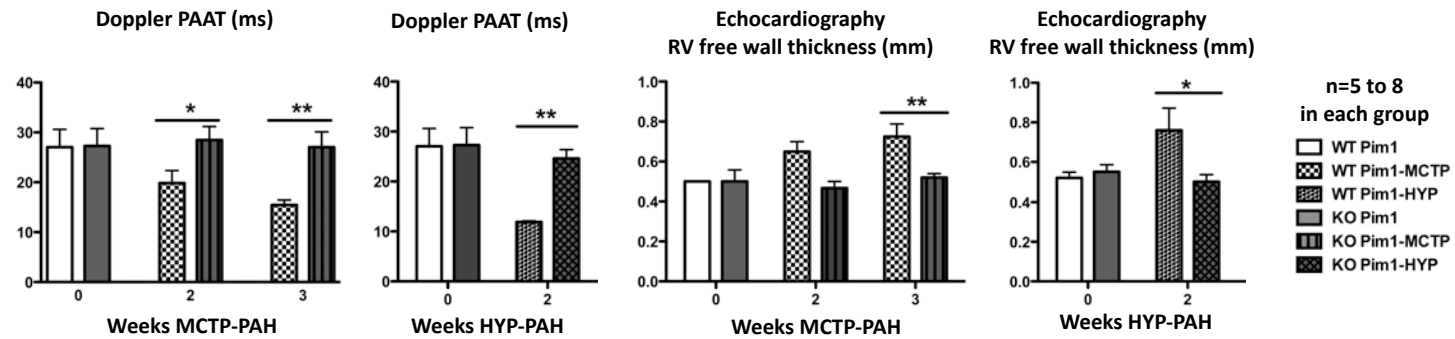 Doppler PAAT (ms)
40
30
20
10
0
0
2
3
*
**
Weeks MCTP-PAH
Doppler PAAT (ms)
40
30
20
10
0
0
2
**
Weeks HYP-PAH
Echocardiography
RV free wall thickness (mm)
1.0
0.8
0.6
0.4
0.2
0.0
0
2
3
**
Weeks MCTP-PAH
Echocardiography
RV free wall thickness (mm)
1.0
0.8
0.6
0.4
0.2
0.0
0
2
*
Weeks HYP-PAH
n=5 to 8
in each group
WT Pim1
WT Pim1-MCTP
WT Pim1-HYP
KO Pim1
KO Pim1-MCTP
KO Pim1-HYP